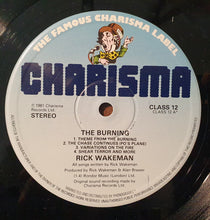 THE FAMOUS CHARISMA LABEL
CHARISMA
℗ 1981 Charisma
Records Ltd.
STEREO
CLASS 12
CLASS 12 A
THE BURNING
1. THEME FROM THE BURNING
2. THE CHASE CONTINUES (PO'S PLANE)
3. VARIATIONS ON THE FIRE
4. SHEAR TERROR AND MORE
RICK WAKEMAN
All songs written by Rick Wakeman.
Produced by Rick Wakeman and Alan Brewer
Original sound recording made by
Charisma Records Ltd.